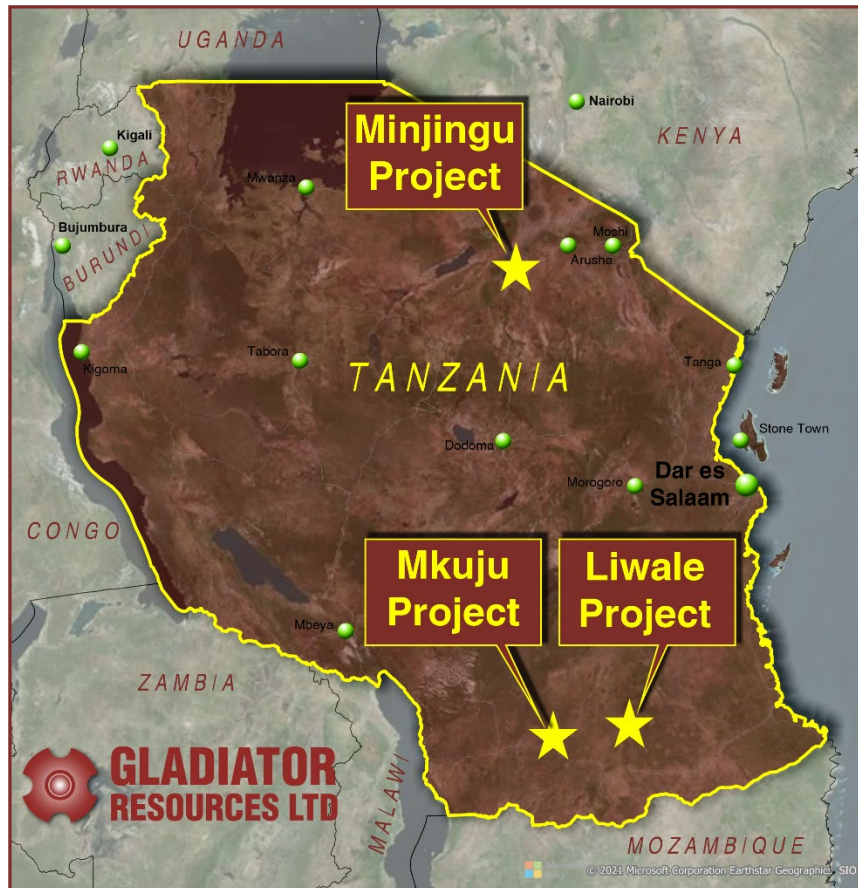 UGANDA
Nairobi
Minjingu
Project
KENYA
Kigali
RWANDA
Mwanza
Bujumbura
BURUNDI
Moshi
Arusha
Kigoma
Tabora
TANZANIA
Tanga
Dodoma
Stone Town
Morogoro
Dar es
Salaam
CONGO
Mkuju
Project
Liwale
Project
Mbeya
ZAMBIA
GLADIATOR
RESOURCES LTD
MALAWI
MOZAMBIQUE
© 2021 Microsoft Corporation Earthstar Geographics SIO